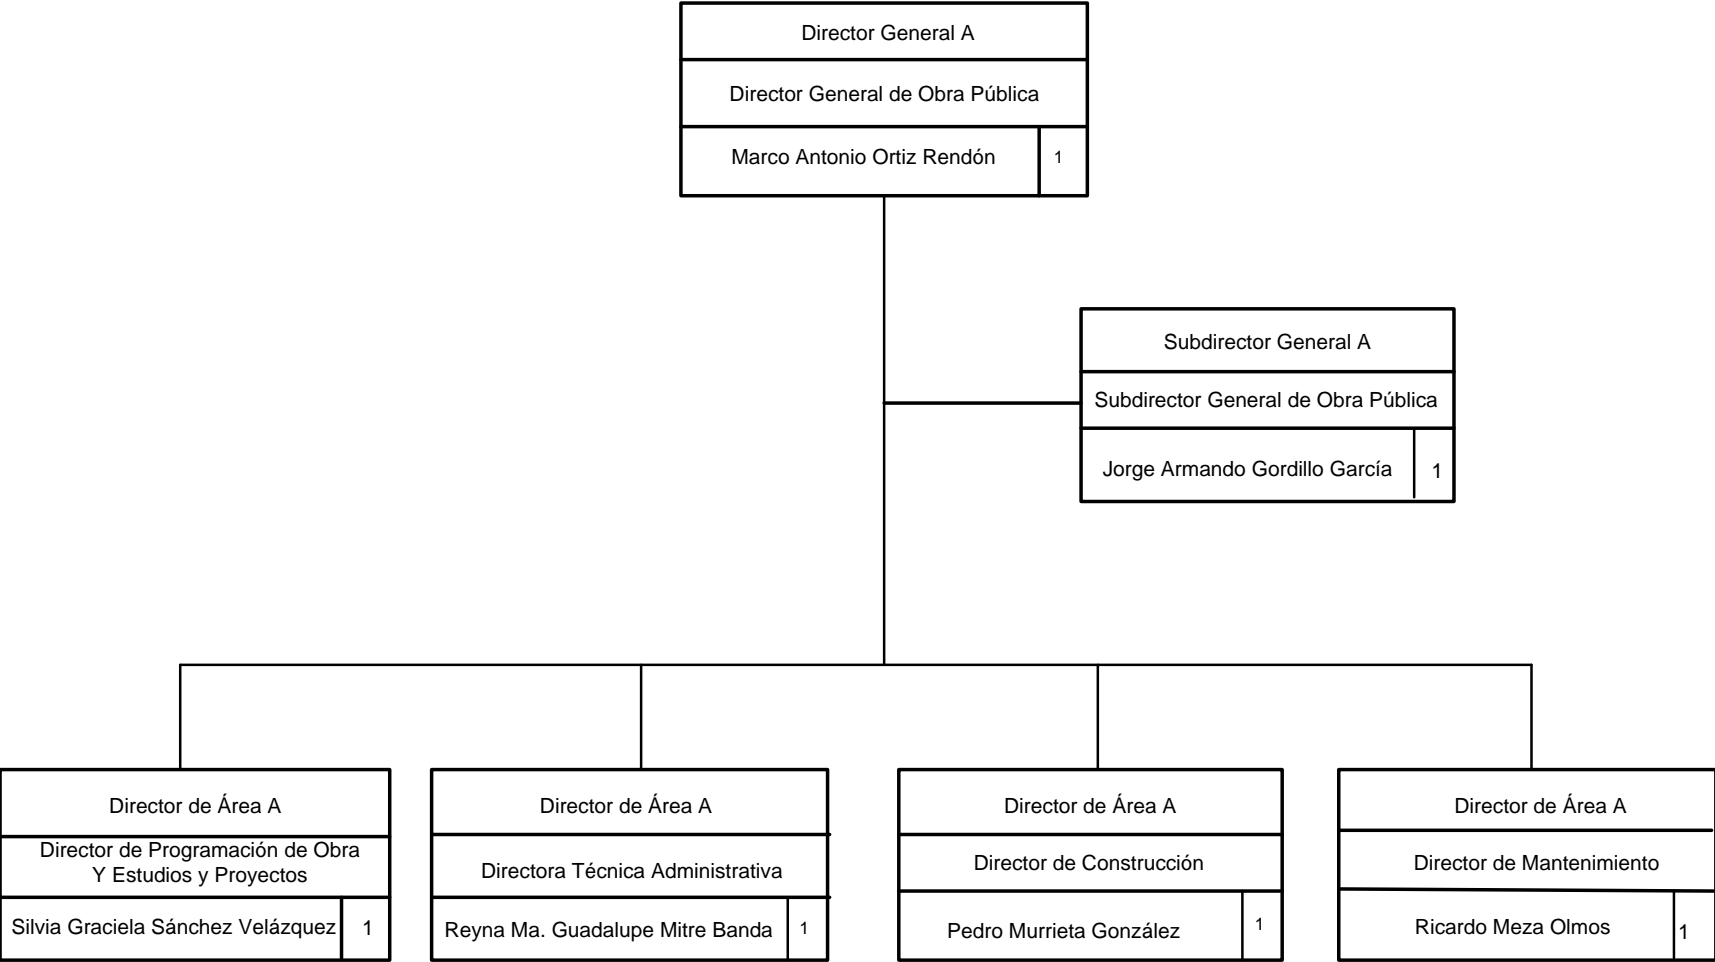 Director General A
Director General de Obra Pública
Marco Antonio Ortiz Rendón 1
Subdirector General A
Subdirector General de Obra Pública
Jorge Armando Gordillo García 1
Director de Área A
Director de Programación de Obra
Y Estudios y Proyectos
Silvia Graciela Sánchez Velázquez 1
Director de Área A
Directora Técnica Administrativa
Reyna Ma. Guadalupe Mitre Banda 1
Director de Área A
Director de Construcción
Pedro Murrieta González 1
Director de Área A
Director de Mantenimiento
Ricardo Meza Olmos 1